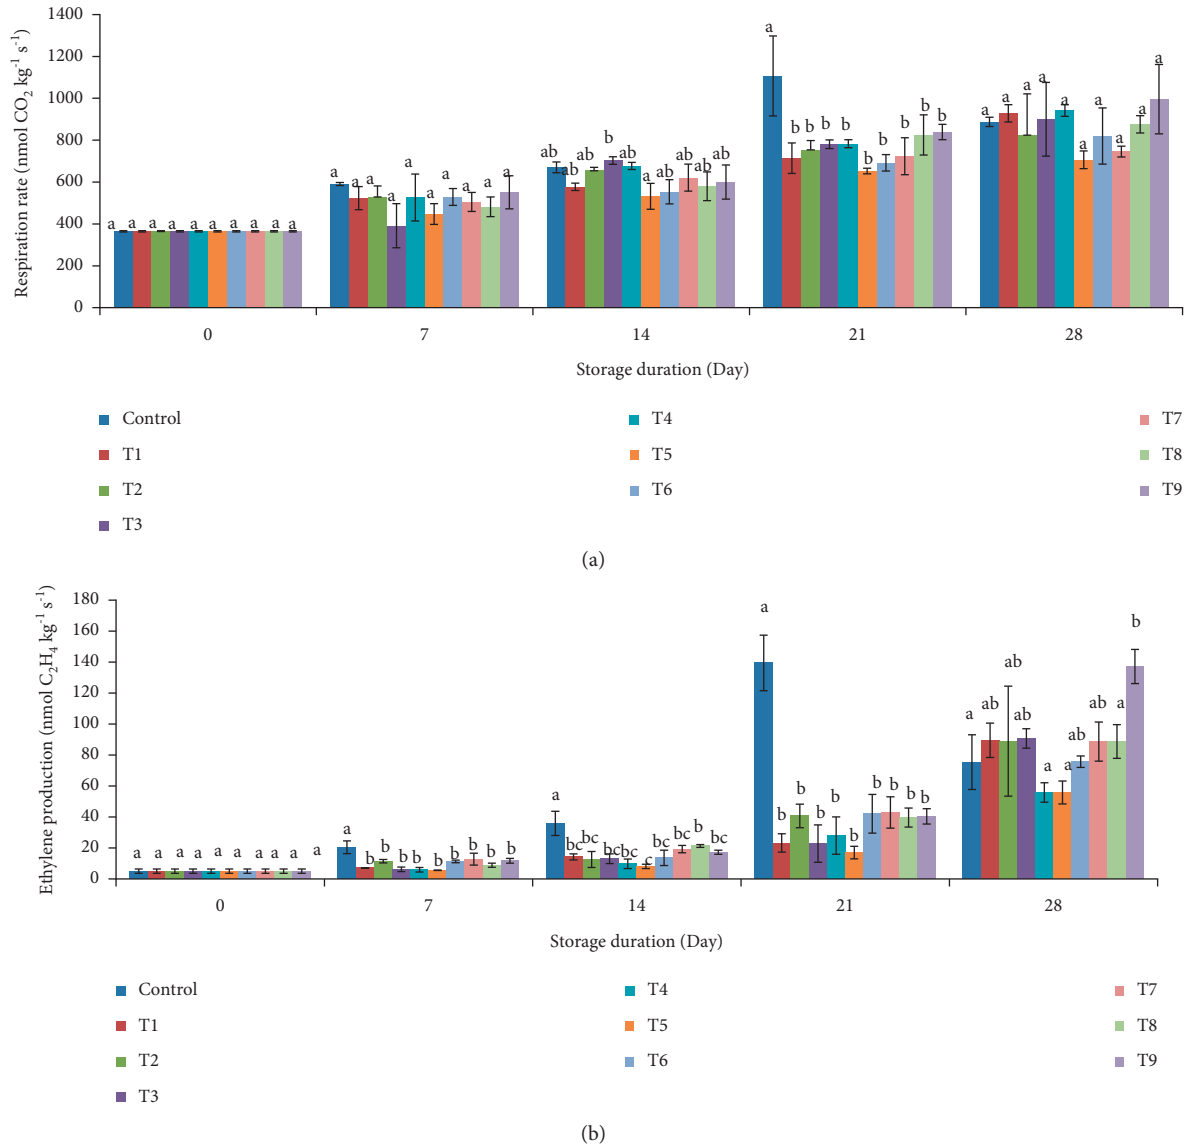 Respiration rate (nmol CO2 kg-1 s-1)
1400
1200
1000
800
600
400
200
0
a a a a a a a a a a
a a a a a a a a a a
ab ab ab b ab a ab ab ab ab
a b b b b b b b b b
a a a a a a a a a a
0 7 14 21 28
Storage duration (Day)
Control T4 T7
T1 T5 T8
T2 T6 T9
T3
(a)
Ethylene production (nmol C2H4 kg-1 s-1)
180
160
140
120
100
80
60
40
20
0
a a a a a a a a a a
a b b b b b b b b b
a bc bc bc bc c bc bc bc bc
a b b b b b b b b b
a ab ab ab a a ab ab a b
0 7 14 21 28
Storage duration (Day)
Control T4 T7
T1 T5 T8
T2 T6 T9
T3
(b)